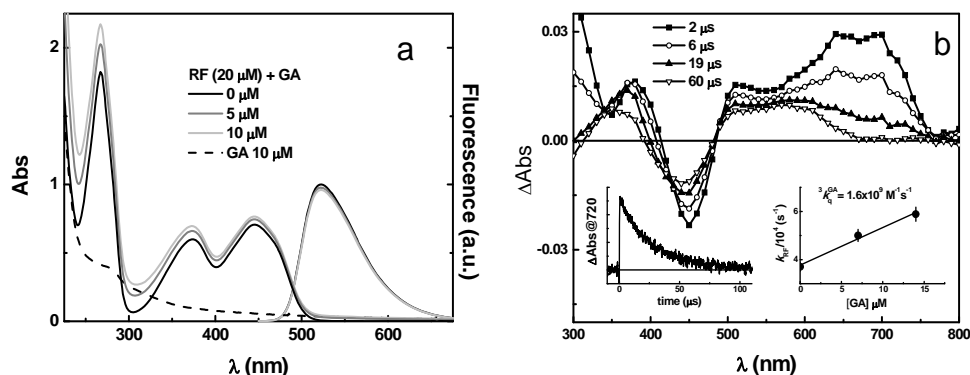 a
2
1
0
Abs
RF (20 μM) + GA
0 μM
5 μM
10 μM
GA 10 μM
Fluorescence (a.u.)
300 400 500 600
λ (nm)
b
0.03
0.00
-0.03
ΔAbs
2 μs
6 μs
19 μs
60 μs
ΔAbs@720
0 50 100
time (μs)
³kqGA = 1.6x10⁹ M⁻¹s⁻¹
6
4
kRF/10⁴ (s⁻¹)
0 5 10 15
[GA] μM
300 400 500 600 700 800
λ (nm)